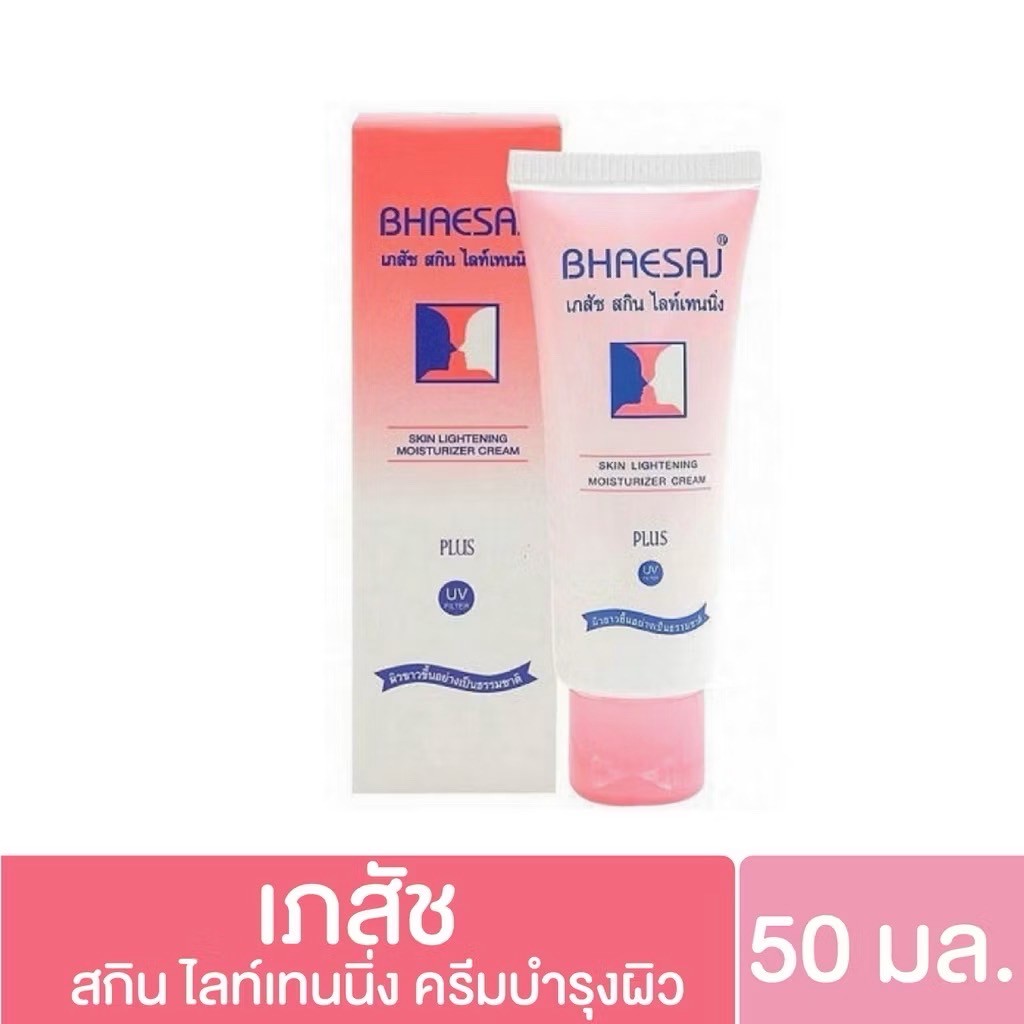 BHAESAJ
เภสัช สกิน ไลท์เทนนิ
SKIN LIGHTENING
MOISTURIZER CREAM
PLUS
UV
FILTER
ผิวขาวขึ้นอย่างเป็นธรรมชาติ
BHAESAJ®
เภสัช สกิน ไลท์เทนนิ่ง
SKIN LIGHTENING
MOISTURIZER CREAM
PLUS
UV
FILTER
ผิวขาวขึ้นอย่างเป็นธรรมชาติ
เภสัช
สกิน ไลท์เทนนิ่ง ครีมบำรุงผิว
50 มล.